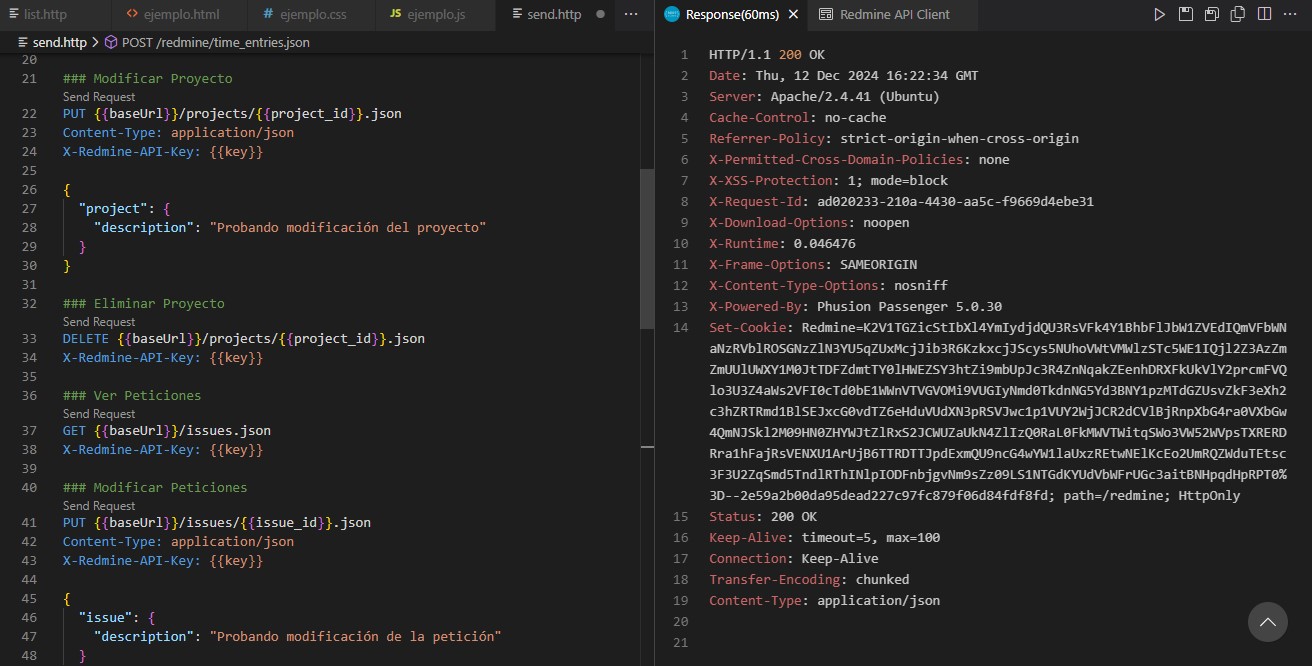 list.http
ejemplo.html
ejemplo.css
JS ejemplo.js
send.http
Response(60ms)
Redmine API Client
send.http > POST /redmine/time_entries.json
20
21 ### Modificar Proyecto
Send Request
22 PUT {{baseUrl}}/projects/{{project_id}}.json
23 Content-Type: application/json
24 X-Redmine-API-Key: {{key}}
25
26 {
27 "project": {
28 "description": "Probando modificación del proyecto"
29 }
30 }
31
32 ### Eliminar Proyecto
Send Request
33 DELETE {{baseUrl}}/projects/{{project_id}}.json
34 X-Redmine-API-Key: {{key}}
35
36 ### Ver Peticiones
Send Request
37 GET {{baseUrl}}/issues.json
38 X-Redmine-API-Key: {{key}}
39
40 ### Modificar Peticiones
Send Request
41 PUT {{baseUrl}}/issues/{{issue_id}}.json
42 Content-Type: application/json
43 X-Redmine-API-Key: {{key}}
44
45 {
46 "issue": {
47 "description": "Probando modificación de la petición"
48 }
1 HTTP/1.1 200 OK
2 Date: Thu, 12 Dec 2024 16:22:34 GMT
3 Server: Apache/2.4.41 (Ubuntu)
4 Cache-Control: no-cache
5 Referrer-Policy: strict-origin-when-cross-origin
6 X-Permitted-Cross-Domain-Policies: none
7 X-XSS-Protection: 1; mode=block
8 X-Request-Id: ad020233-210a-4430-aa5c-f9669d4ebe31
9 X-Download-Options: noopen
10 X-Runtime: 0.046476
11 X-Frame-Options: SAMEORIGIN
12 X-Content-Type-Options: nosniff
13 X-Powered-By: Phusion Passenger 5.0.30
14 Set-Cookie: Redmine=K2V1TGZicStIbXl4YmIydjdQU3RsVFk4Y1BhbFlJbW1ZVEdIQmVFbWN
aNzRVblROSGNzZlN3YU5qZUxMcjJib3R6KzkxcjJScys5NUhoVWtVMWlzSTc5WE1IQjl2Z3AzZm
ZmUUlUWXY1M0JtTDFZdmtTY0lHWEZSY3htZi9mbUpJc3R4ZnNqakZEenhDRXFkUkVlY2prcmFVQ
lo3U3Z4aWs2VFI0cTd0bE1WWnVTVGVOMi9VUGIyNmd0TkdnNG5Yd3BNY1pzMTdGZUsvZkF3eXh2
c3hZRTRmd1BlSEJxcG0vdTZ6eHduVUdXN3pRSVJwc1p1VUY2WjJCR2dCVlBjRnpXbG4ra0VXbGw
4QmNJSkl2M09HN0ZHYWJtZlRxS2JCWUZaUkN4ZlIzQ0RaL0FkMWVTWitqSWo3VW52WVpsTXRERD
Rra1hFajRsVENXU1ArUjB6TTRDTTJpdExmQU9ncG4wYW1laUxzREtwNElKcEo2UmRQZWduTEtsc
3F3U2ZqSmd5TndlRThINlpIODFnbjgvNm9sZz09LS1NTGdKYUdVbWFrUGc3aitBNHpqdHpRPT0%
3D--2e59a2b00da95dead227c97fc879f06d84fdf8fd; path=/redmine; HttpOnly
15 Status: 200 OK
16 Keep-Alive: timeout=5, max=100
17 Connection: Keep-Alive
18 Transfer-Encoding: chunked
19 Content-Type: application/json
20
21